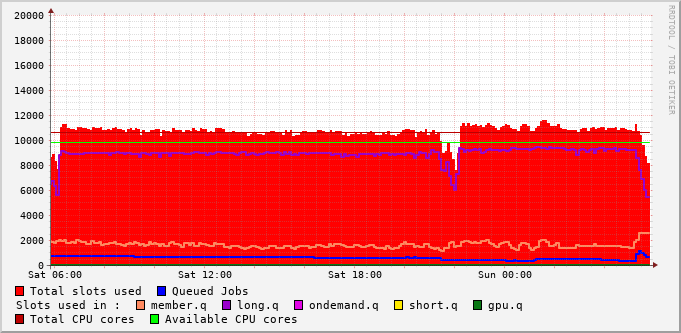 20000
18000
16000
14000
12000
10000
8000
6000
4000
2000
0
Sat 06:00 Sat 12:00 Sat 18:00 Sun 00:00
Total slots used Queued Jobs
Slots used in : member.q long.q ondemand.q short.q gpu.q
Total CPU cores Available CPU cores
RRDTOOL / TOBI OETIKER